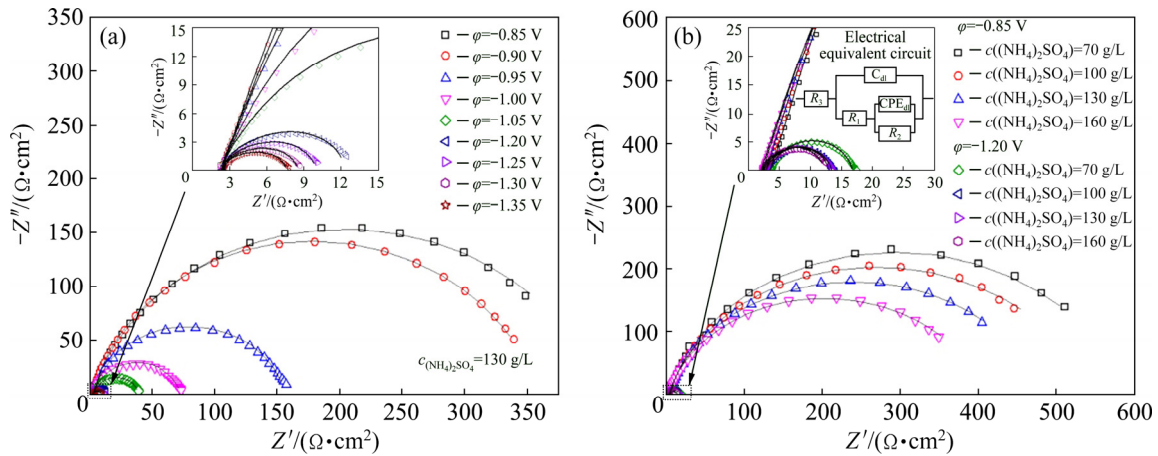 (a)
φ=−0.85 V
φ=−0.90 V
φ=−0.95 V
φ=−1.00 V
φ=−1.05 V
φ=−1.20 V
φ=−1.25 V
φ=−1.30 V
φ=−1.35 V
c(NH4)2SO4=130 g/L
−Z″/(Ω•cm²)
350
300
250
200
150
100
50
0
50 100 150 200 250 300 350
Z′/(Ω•cm²)
−Z″/(Ω•cm²)
15
12
9
6
3
0
3 6 9 12 15
Z′/(Ω•cm²)
(b)
φ=−0.85 V
c((NH4)2SO4)=70 g/L
c((NH4)2SO4)=100 g/L
c((NH4)2SO4)=130 g/L
c((NH4)2SO4)=160 g/L
φ=−1.20 V
c((NH4)2SO4)=70 g/L
c((NH4)2SO4)=100 g/L
c((NH4)2SO4)=130 g/L
c((NH4)2SO4)=160 g/L
−Z″/(Ω•cm²)
600
500
400
300
200
100
0
100 200 300 400 500 600
Z′/(Ω•cm²)
Electrical
equivalent circuit
Cdl
R3
R1
CPEdl
R2
−Z″/(Ω•cm²)
25
20
15
10
5
0
0 5 10 15 20 25 30
Z′/(Ω•cm²)